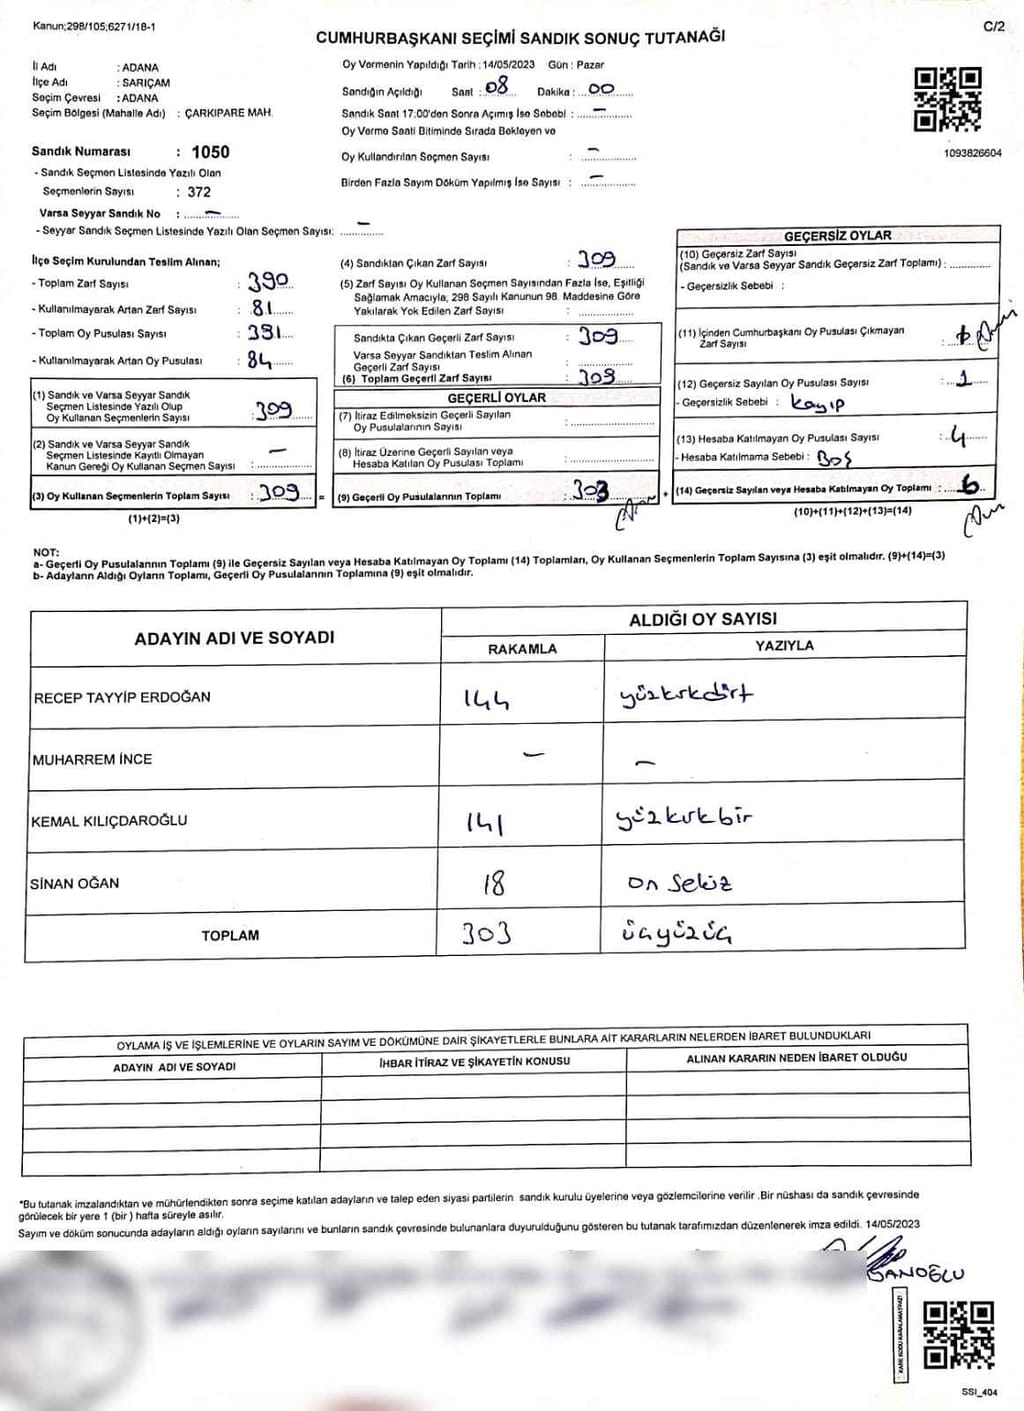 Kanun;298/105;6271/18-1
C/2
CUMHURBAŞKANI SEÇİMİ SANDIK SONUÇ TUTANAĞI
İl Adı : ADANA
İlçe Adı : SARIÇAM
Seçim Çevresi : ADANA
Seçim Bölgesi (Mahalle Adı) : ÇARKIPARE MAH.
Sandık Numarası : 1050
- Sandık Seçmen Listesinde Yazılı Olan
Seçmenlerin Sayısı : 372
Varsa Seyyar Sandık No : –
- Seyyar Sandık Seçmen Listesinde Yazılı Olan Seçmen Sayısı: –
Oy Vermenin Yapıldığı Tarih : 14/05/2023 Gün : Pazar
Sandığın Açıldığı Saat : 08 Dakika : 00
Sandık Saat 17:00'den Sonra Açımış İse Sebebi : –
Oy Verme Saati Bitiminde Sırada Bekleyen ve
Oy Kullandırılan Seçmen Sayısı : –
Birden Fazla Sayım Döküm Yapılmış İse Sayısı : –
1093826604
İlçe Seçim Kurulundan Teslim Alınan;
- Toplam Zarf Sayısı : 390
- Kullanılmayarak Artan Zarf Sayısı : 81
- Toplam Oy Pusulası Sayısı : 391
- Kullanılmayarak Artan Oy Pusulası : 84
(1) Sandık ve Varsa Seyyar Sandık
Seçmen Listesinde Yazılı Olup
Oy Kullanan Seçmenlerin Sayısı : 309
(2) Sandık ve Varsa Seyyar Sandık
Seçmen Listesinde Kayıtlı Olmayan
Kanun Gereği Oy Kullanan Seçmen Sayısı : –
(3) Oy Kullanan Seçmenlerin Toplam Sayısı : 309 =
(1)+(2)=(3)
(4) Sandıktan Çıkan Zarf Sayısı : 309
(5) Zarf Sayısı Oy Kullanan Seçmen Sayısından Fazla İse, Eşitliği
Sağlamak Amacıyla, 298 Sayılı Kanunun 98. Maddesine Göre
Yakılarak Yok Edilen Zarf Sayısı :
Sandıkta Çıkan Geçerli Zarf Sayısı : 309
Varsa Seyyar Sandıktan Teslim Alınan
Geçerli Zarf Sayısı :
(6) Toplam Geçerli Zarf Sayısı : 309
GEÇERLİ OYLAR
(7) İtiraz Edilmeksizin Geçerli Sayılan
Oy Pusulalarının Sayısı :
(8) İtiraz Üzerine Geçerli Sayılan veya
Hesaba Katılan Oy Pusulası Toplamı :
(9) Geçerli Oy Pusulalarının Toplamı : 303 +
GEÇERSİZ OYLAR
(10) Geçersiz Zarf Sayısı
(Sandık ve Varsa Seyyar Sandık Geçersiz Zarf Toplamı) :
- Geçersizlik Sebebi :
(11) İçinden Cumhurbaşkanı Oy Pusulası Çıkmayan
Zarf Sayısı :
(12) Geçersiz Sayılan Oy Pusulası Sayısı : 1
- Geçersizlik Sebebi : kayıp
(13) Hesaba Katılmayan Oy Pusulası Sayısı : 4
- Hesaba Katılmama Sebebi : Boş
(14) Geçersiz Sayılan veya Hesaba Katılmayan Oy Toplamı : 6
(10)+(11)+(12)+(13)=(14)
NOT:
a- Geçerli Oy Pusulalarının Toplamı (9) ile Geçersiz Sayılan veya Hesaba Katılmayan Oy Toplamı (14) Toplamları, Oy Kullanan Seçmenlerin Toplam Sayısına (3) eşit olmalıdır. (9)+(14)=(3)
b- Adayların Aldığı Oyların Toplamı, Geçerli Oy Pusulalarının Toplamına (9) eşit olmalıdır.
ADAYIN ADI VE SOYADI
ALDIĞI OY SAYISI
RAKAMLA YAZIYLA
RECEP TAYYİP ERDOĞAN 144 yüzkırkdört
MUHARREM İNCE – –
KEMAL KILIÇDAROĞLU 141 yüzkırkbir
SİNAN OĞAN 18 on sekiz
TOPLAM 303 üçyüzüç
OYLAMA İŞ VE İŞLEMLERİNE VE OYLARIN SAYIM VE DÖKÜMÜNE DAİR ŞİKAYETLERLE BUNLARA AİT KARARLARIN NELERDEN İBARET BULUNDUKLARI
ADAYIN ADI VE SOYADI İHBAR İTİRAZ VE ŞİKAYETİN KONUSU ALINAN KARARIN NEDEN İBARET OLDUĞU
*Bu tutanak imzalandıktan ve mühürlendikten sonra seçime katılan adayların ve talep eden siyasi partilerin sandık kurulu üyelerine veya gözlemcilerine verilir .Bir nüshası da sandık çevresinde
görülecek bir yere 1 (bir ) hafta süreyle asılır.
Sayım ve döküm sonucunda adayların aldığı oyların sayılarını ve bunların sandık çevresinde bulunanlara duyurulduğunu gösteren bu tutanak tarafımızdan düzenlenerek imza edildi. 14/05/2023
KARE KODU KARALAMAYINIZ!
SSI_404